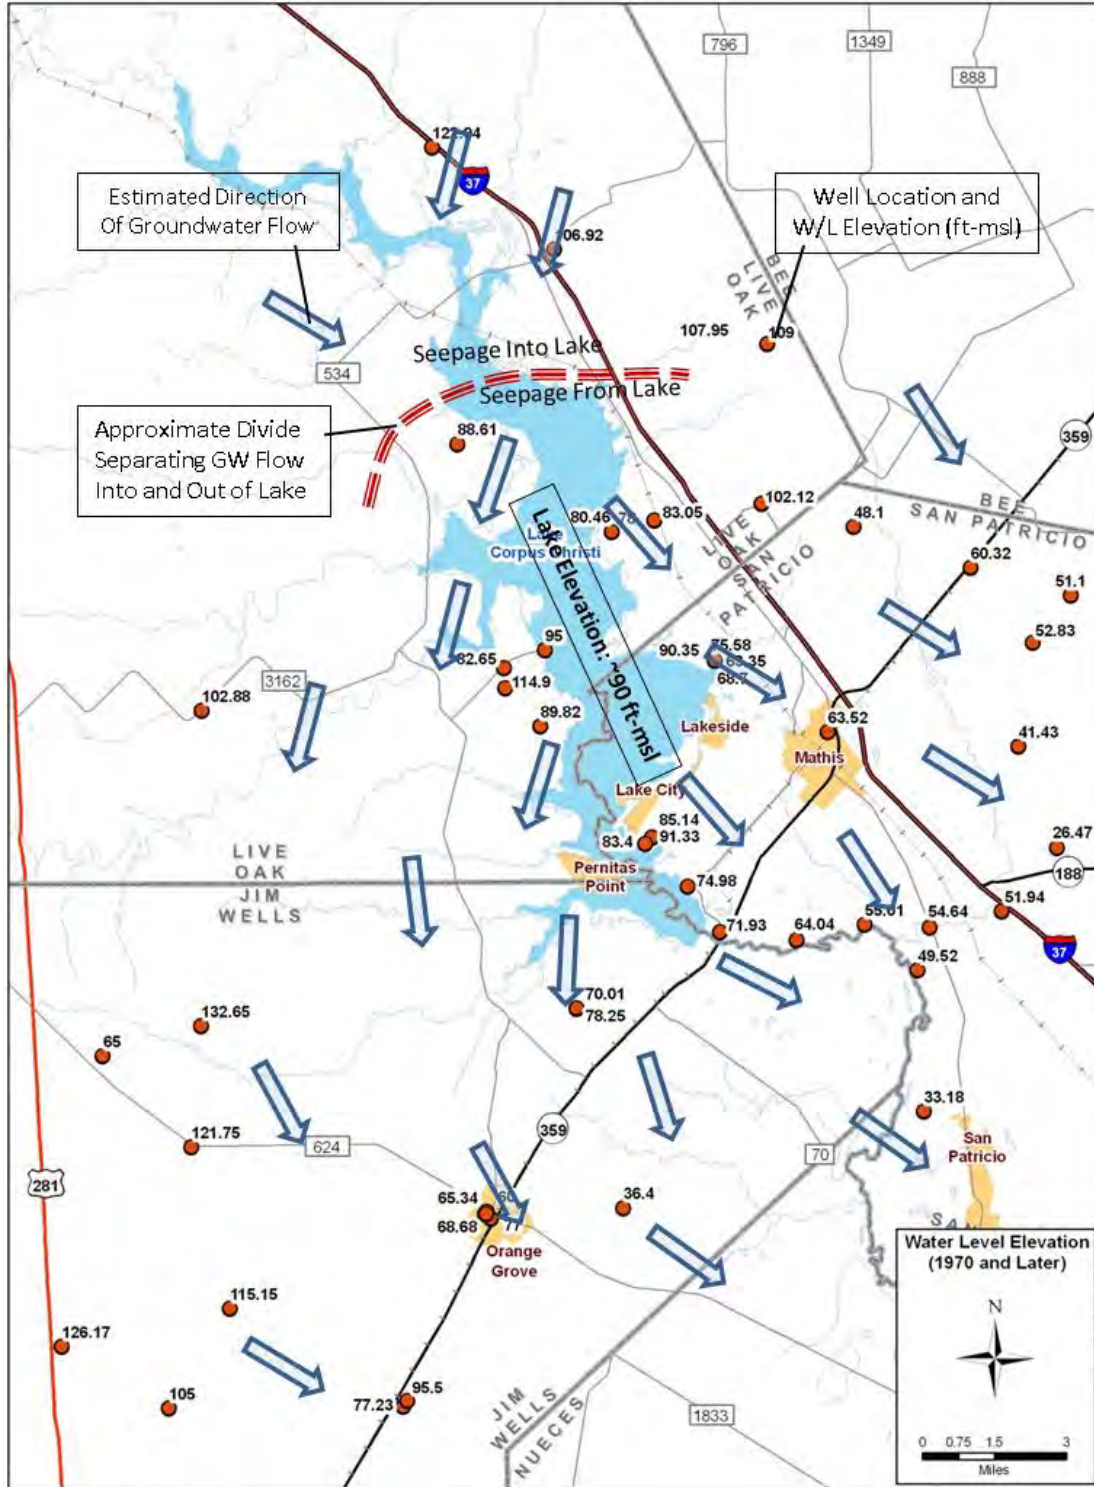 796
1349
888
122.94
37
Estimated Direction
Of Groundwater Flow
Well Location and
W/L Elevation (ft-msl)
06.92
BEE
LIVE
OAK
107.95
109
534
Seepage Into Lake
Seepage From Lake
Approximate Divide
Separating GW Flow
Into and Out of Lake
88.61
359
102.12
48.1
BEE
SAN PATRICIO
80.46
83.05
Corpus Christi
Lake Elevation: ~90 ft-msl
LIVE
OAK
SAN
PATRICIO
60.32
51.1
52.83
95
82.65
114.9
89.82
90.35
75.58
63.35
68.7
3162
102.88
Lakeside
63.52
Mathis
41.43
Lake City
85.14
91.33
83.4
Pernitas
Point
26.47
188
LIVE
OAK
JIM
WELLS
74.98
71.93
64.04
55.01
54.64
51.94
49.52
37
70.01
78.25
132.65
65
33.18
359
San
Patricio
70
121.75
624
281
65.34
68.68
36.4
Orange
Grove
115.15
126.17
105
77.23
95.5
JIM
WELLS
NUECES
1833
Water Level Elevation
(1970 and Later)
N
0 0.75 1.5 3
Miles